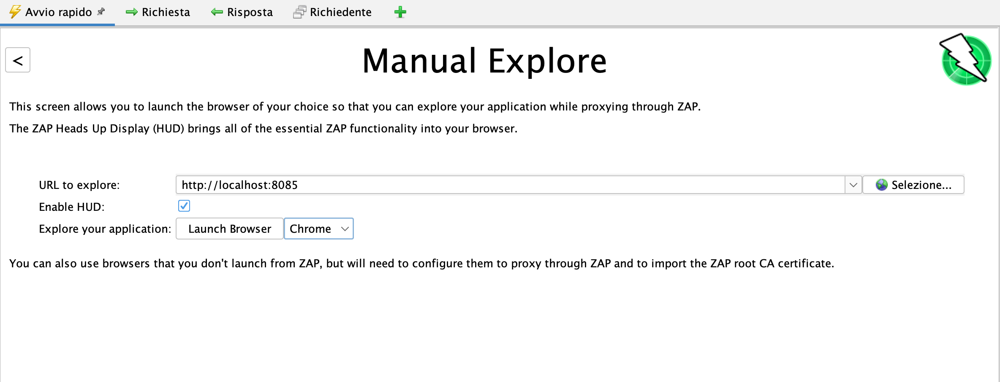 Avvio rapido Richiesta Risposta Richiedente
< Manual Explore
This screen allows you to launch the browser of your choice so that you can explore your application while proxying through ZAP.
The ZAP Heads Up Display (HUD) brings all of the essential ZAP functionality into your browser.
URL to explore: http://localhost:8085 Selezione...
Enable HUD:
Explore your application: Launch Browser Chrome
You can also use browsers that you don't launch from ZAP, but will need to configure them to proxy through ZAP and to import the ZAP root CA certificate.